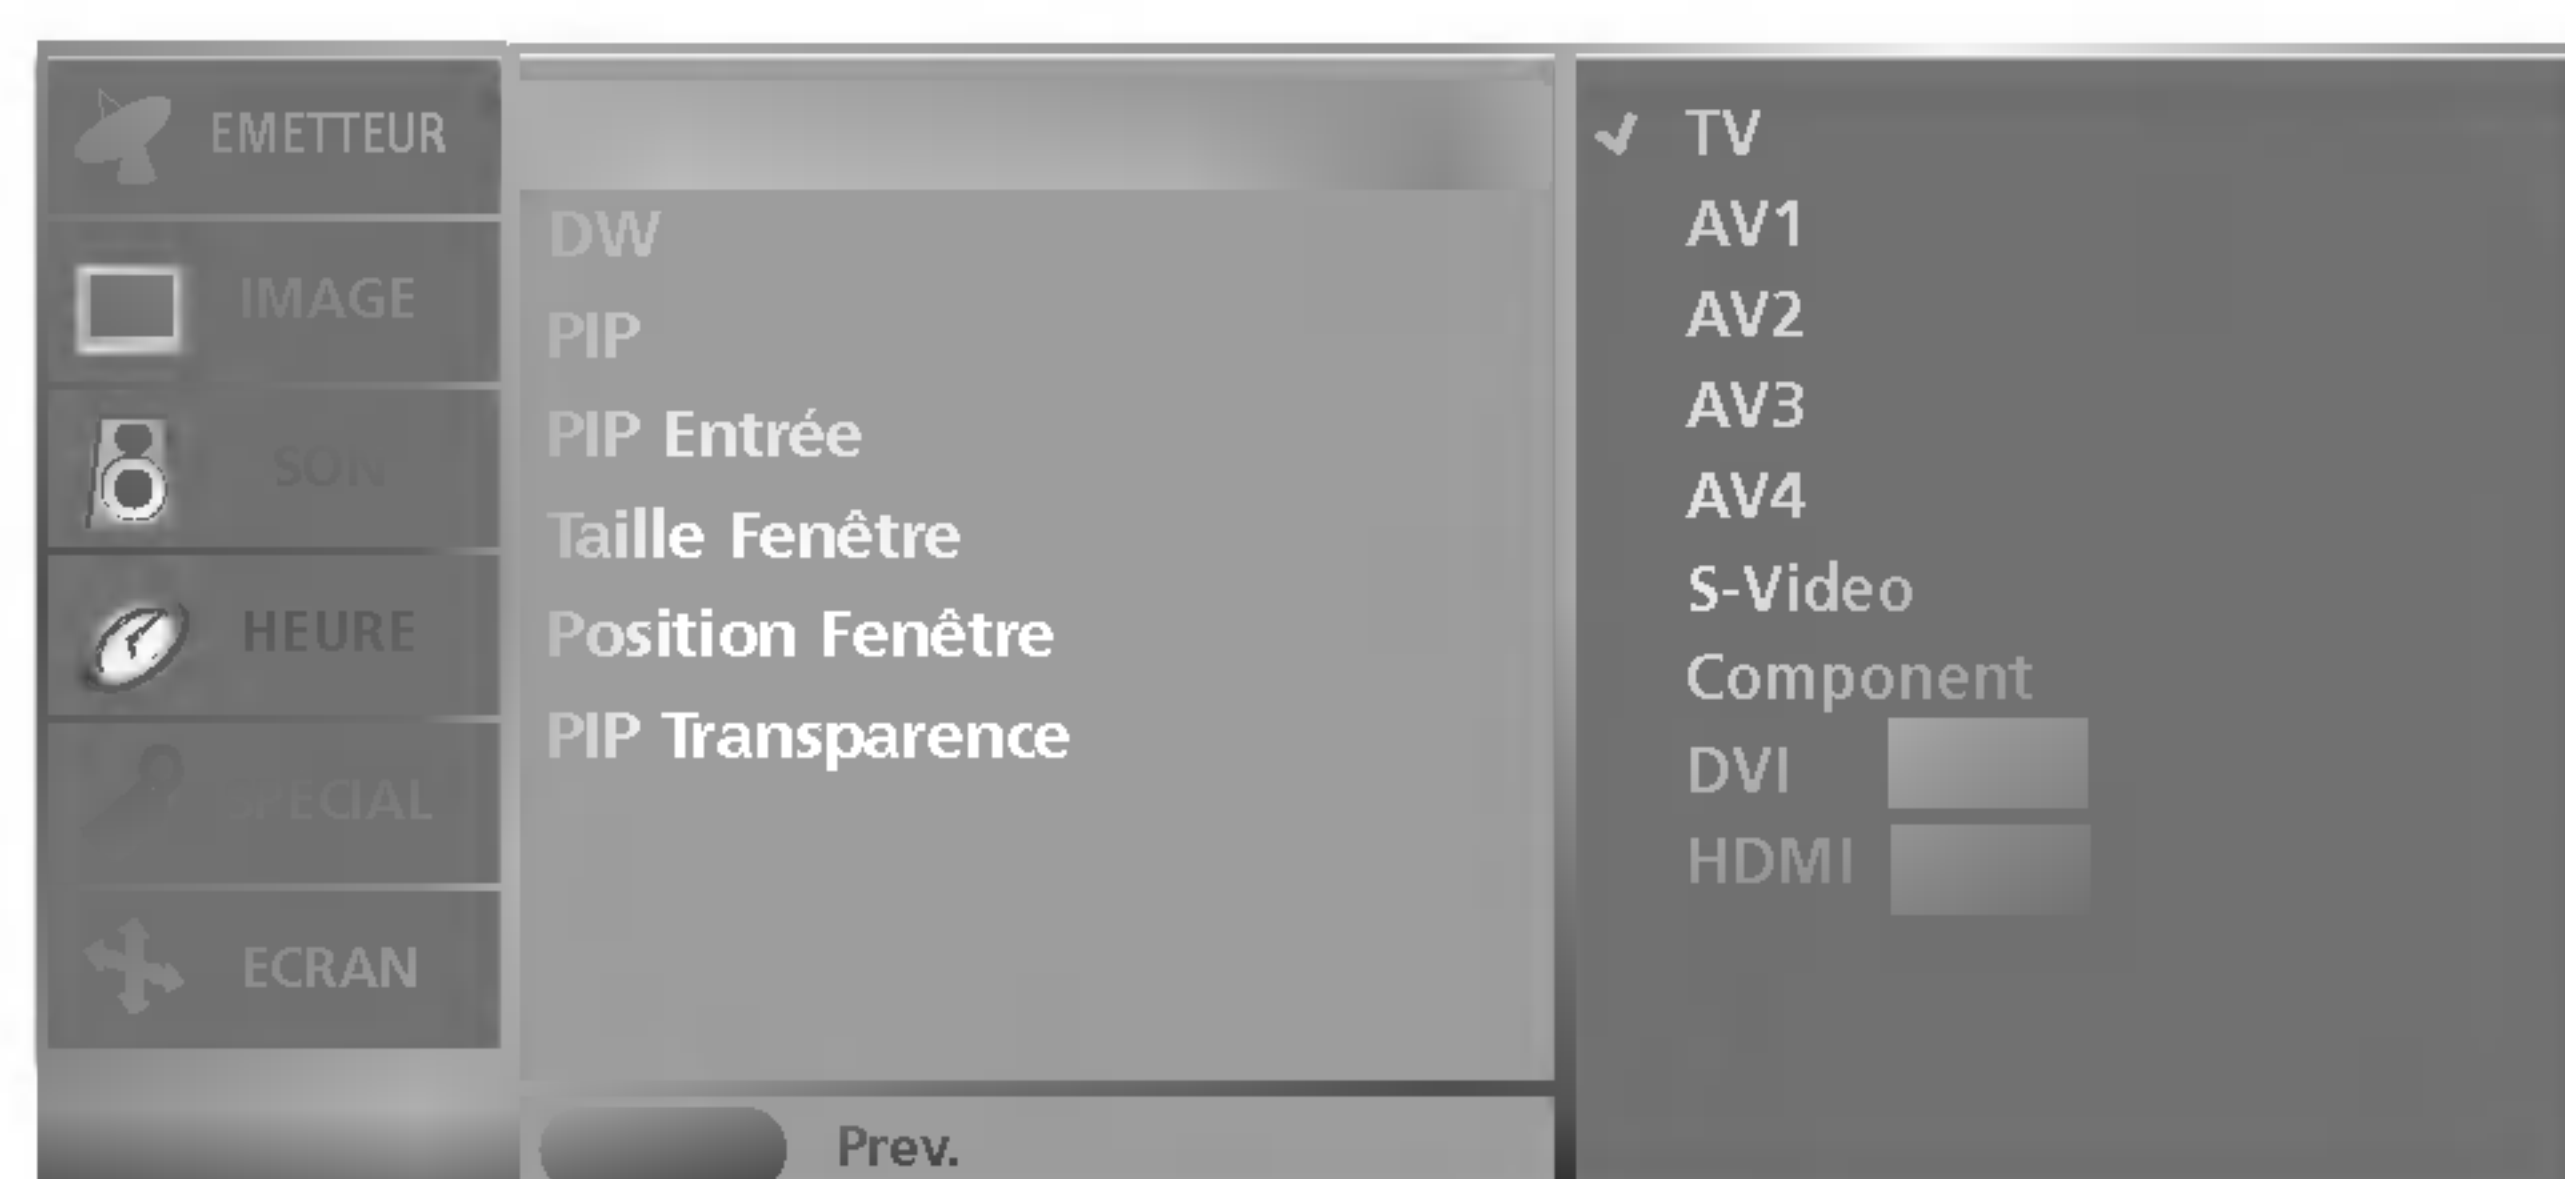 EMETTEUR
IMAGE
SON
HEURE
SPECIAL
ECRAN
DW
PIP
PIP Entrée
Taille Fenêtre
Position Fenêtre
PIP Transparence
Prev.
TV
AV1
AV2
AV3
AV4
S-Video
Component
DVI
HDMI